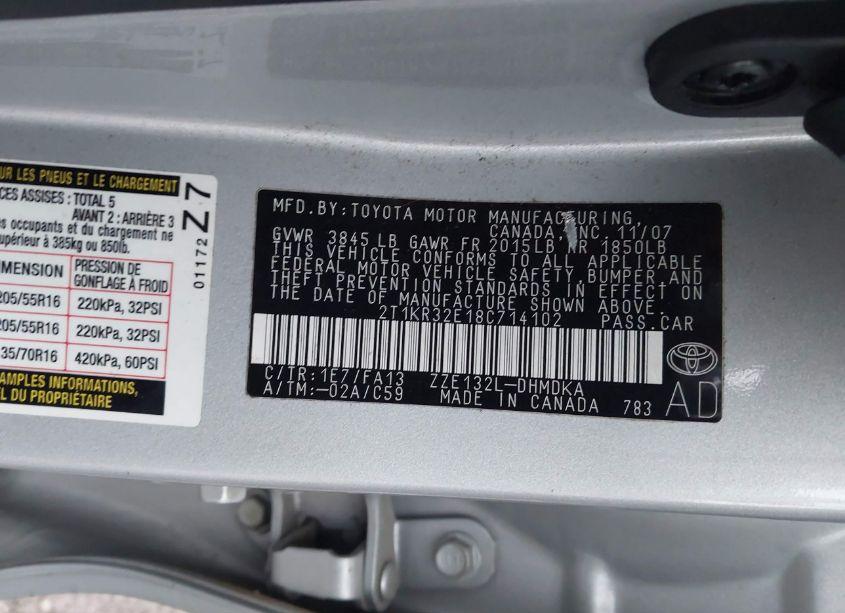 UR LES PNEUS ET LE CHARGEMENT
CES ASSISES: TOTAL 5
AVANT 2: ARRIÈRE 3
es occupants et du chargement ne
supérieur à 385kg ou 850lb.
DIMENSION PRESSION DE GONFLAGE À FROID
205/55R16 220kPa, 32PSI
205/55R16 220kPa, 32PSI
35/70R16 420kPa, 60PSI
AMPLES INFORMATIONS,
LE DU PROPRIÉTAIRE
01172 Z7
MFD.BY:TOYOTA MOTOR MANUFACTURING,
CANADA, INC. 11/07
GVWR 3845 LB GAWR FR 2015LB RR 1850LB
THIS VEHICLE CONFORMS TO ALL APPLICABLE
FEDERAL MOTOR VEHICLE SAFETY BUMPER, AND
THEFT PREVENTION STANDARDS IN EFFECT ON
THE DATE OF MANUFACTURE SHOWN ABOVE.
2T1KR32E18C714102 PASS.CAR
C/TR:1E7/FA13 ZZE132L-DHMDKA
A/TM:-02A/C59 MADE IN CANADA 783
AD